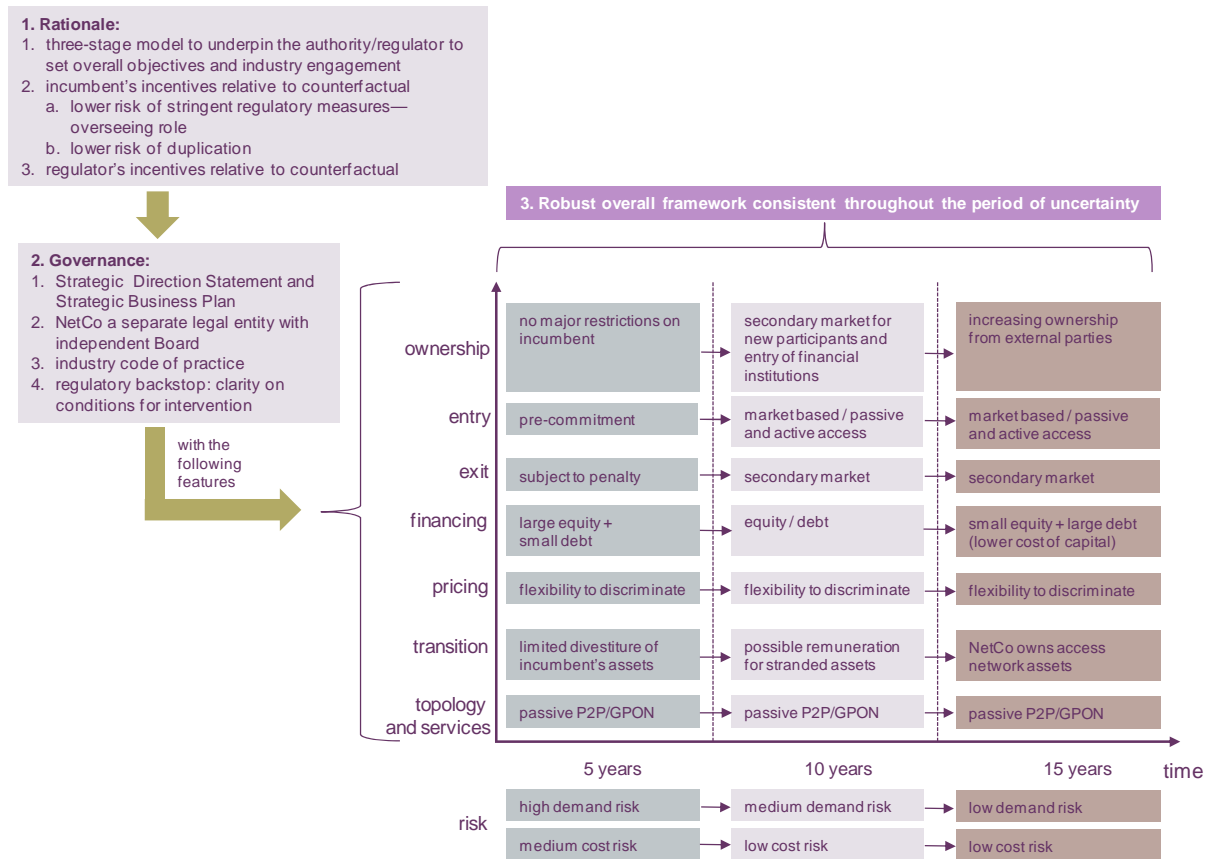 1. Rationale:
1. three-stage model to underpin the authority/regulator to
set overall objectives and industry engagement
2. incumbent's incentives relative to counterfactual
a. lower risk of stringent regulatory measures—
overseeing role
b. lower risk of duplication
3. regulator's incentives relative to counterfactual
3. Robust overall framework consistent throughout the period of uncertainty
2. Governance:
1. Strategic Direction Statement and
Strategic Business Plan
2. NetCo a separate legal entity with
independent Board
3. industry code of practice
4. regulatory backstop: clarity on
conditions for intervention
with the
following
features
ownership
no major restrictions on
incumbent
secondary market for
new participants and
entry of financial
institutions
increasing ownership
from external parties
entry
pre-commitment
market based / passive
and active access
market based / passive
and active access
exit
subject to penalty
secondary market
secondary market
financing
large equity +
small debt
equity / debt
small equity + large debt
(lower cost of capital)
pricing
flexibility to discriminate
flexibility to discriminate
flexibility to discriminate
transition
limited divestiture of
incumbent's assets
possible remuneration
for stranded assets
NetCo owns access
network assets
topology
and services
passive P2P/GPON
passive P2P/GPON
passive P2P/GPON
5 years
10 years
15 years
time
risk
high demand risk
medium demand risk
low demand risk
medium cost risk
low cost risk
low cost risk